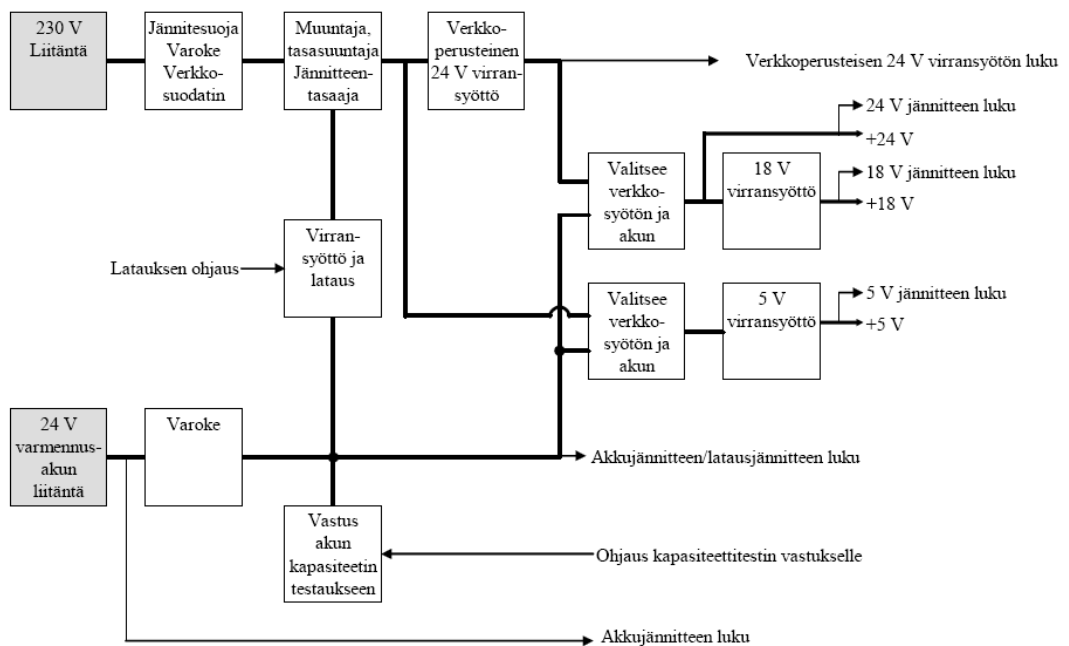 230 V
Liitäntä
Jännitesuoja
Varoke
Verkko-
suodatin
Muuntaja,
tasasuuntaja
Jännitteen-
tasaaja
Verkko-
perusteinen
24 V virran-
syöttö
Verkkoperusteisen 24 V virransyötön luku
24 V jännitteen luku
+24 V
Valitsee
verkko-
syötön ja
akun
18 V
virransyöttö
18 V jännitteen luku
+18 V
Latauksen ohjaus
Virran-
syöttö ja
lataus
Valitsee
verkko-
syötön ja
akun
5 V
virransyöttö
5 V jännitteen luku
+5 V
24 V
varmennus-
akun
liitäntä
Varoke
Akkujännitteen/latausjännitteen luku
Vastus
akun
kapasiteetin
testaukseen
Ohjaus kapasiteettitestin vastukselle
Akkujännitteen luku